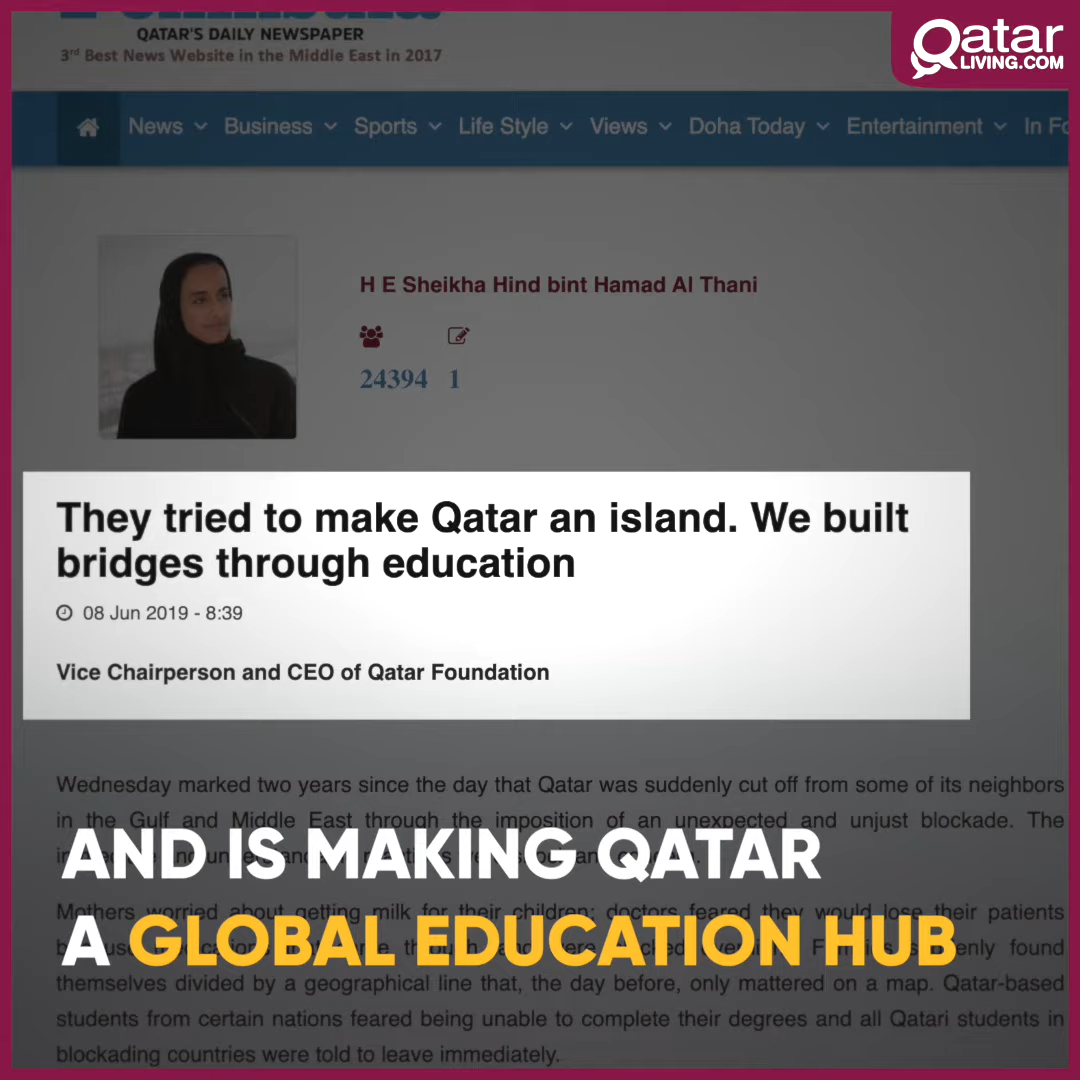 QATAR'S DAILY NEWSPAPER
3rd Best News Website in the Middle East in 2017
Qatar
LIVING.COM
News Business Sports Life Style Views Doha Today Entertainment In
H E Sheikha Hind bint Hamad Al Thani
24394 1
They tried to make Qatar an island. We built
bridges through education
08 Jun 2019 - 8:39
Vice Chairperson and CEO of Qatar Foundation
Wednesday marked two years since the day that Qatar was suddenly cut off from some of its neighbors
in the Gulf and Middle East through the imposition of an unexpected and unjust blockade. The
AND IS MAKING QATAR
Mothers worried about getting milk for their children; doctors feared they would lose their patients
A GLOBAL EDUCATION HUB
found
themselves divided by a geographical line that, the day before, only mattered on a map. Qatar-based
students from certain nations feared being unable to complete their degrees and all Qatari students in
blockading countries were told to leave immediately.